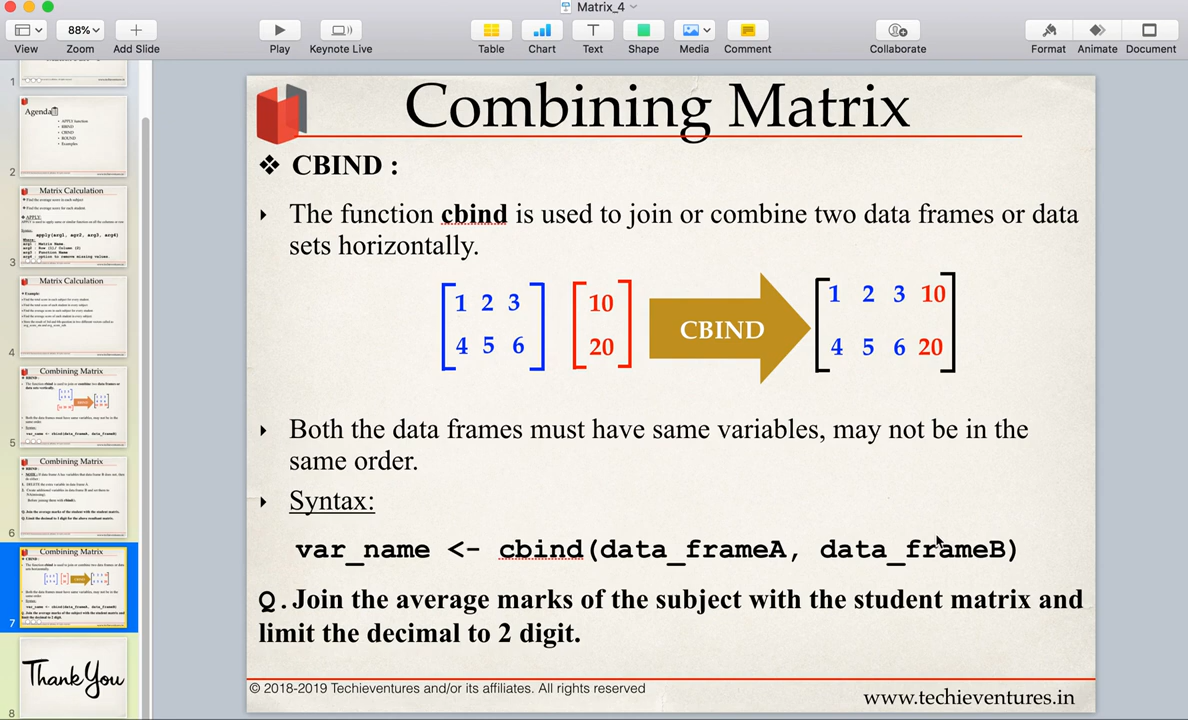 Matrix_4
88%
View Zoom Add Slide Play Keynote Live Table Chart Text Shape Media Comment Collaborate Format Animate Document
1
2
Agenda
3
Matrix Calculation
4
Matrix Calculation
5
Combining Matrix
6
Combining Matrix
7
Combining Matrix
8
Thank You
Combining Matrix
❖ CBIND :
‣ The function cbind is used to join or combine two data frames or data
sets horizontally.
1 2 3 10 1 2 3 10
CBIND
4 5 6 20 4 5 6 20
‣ Both the data frames must have same variables, may not be in the
same order.
‣ Syntax:
var_name <- cbind(data_frameA, data_frameB)
Q.Join the average marks of the subject with the student matrix and
limit the decimal to 2 digit.
© 2018-2019 Techieventures and/or its affiliates. All rights reserved
www.techieventures.in